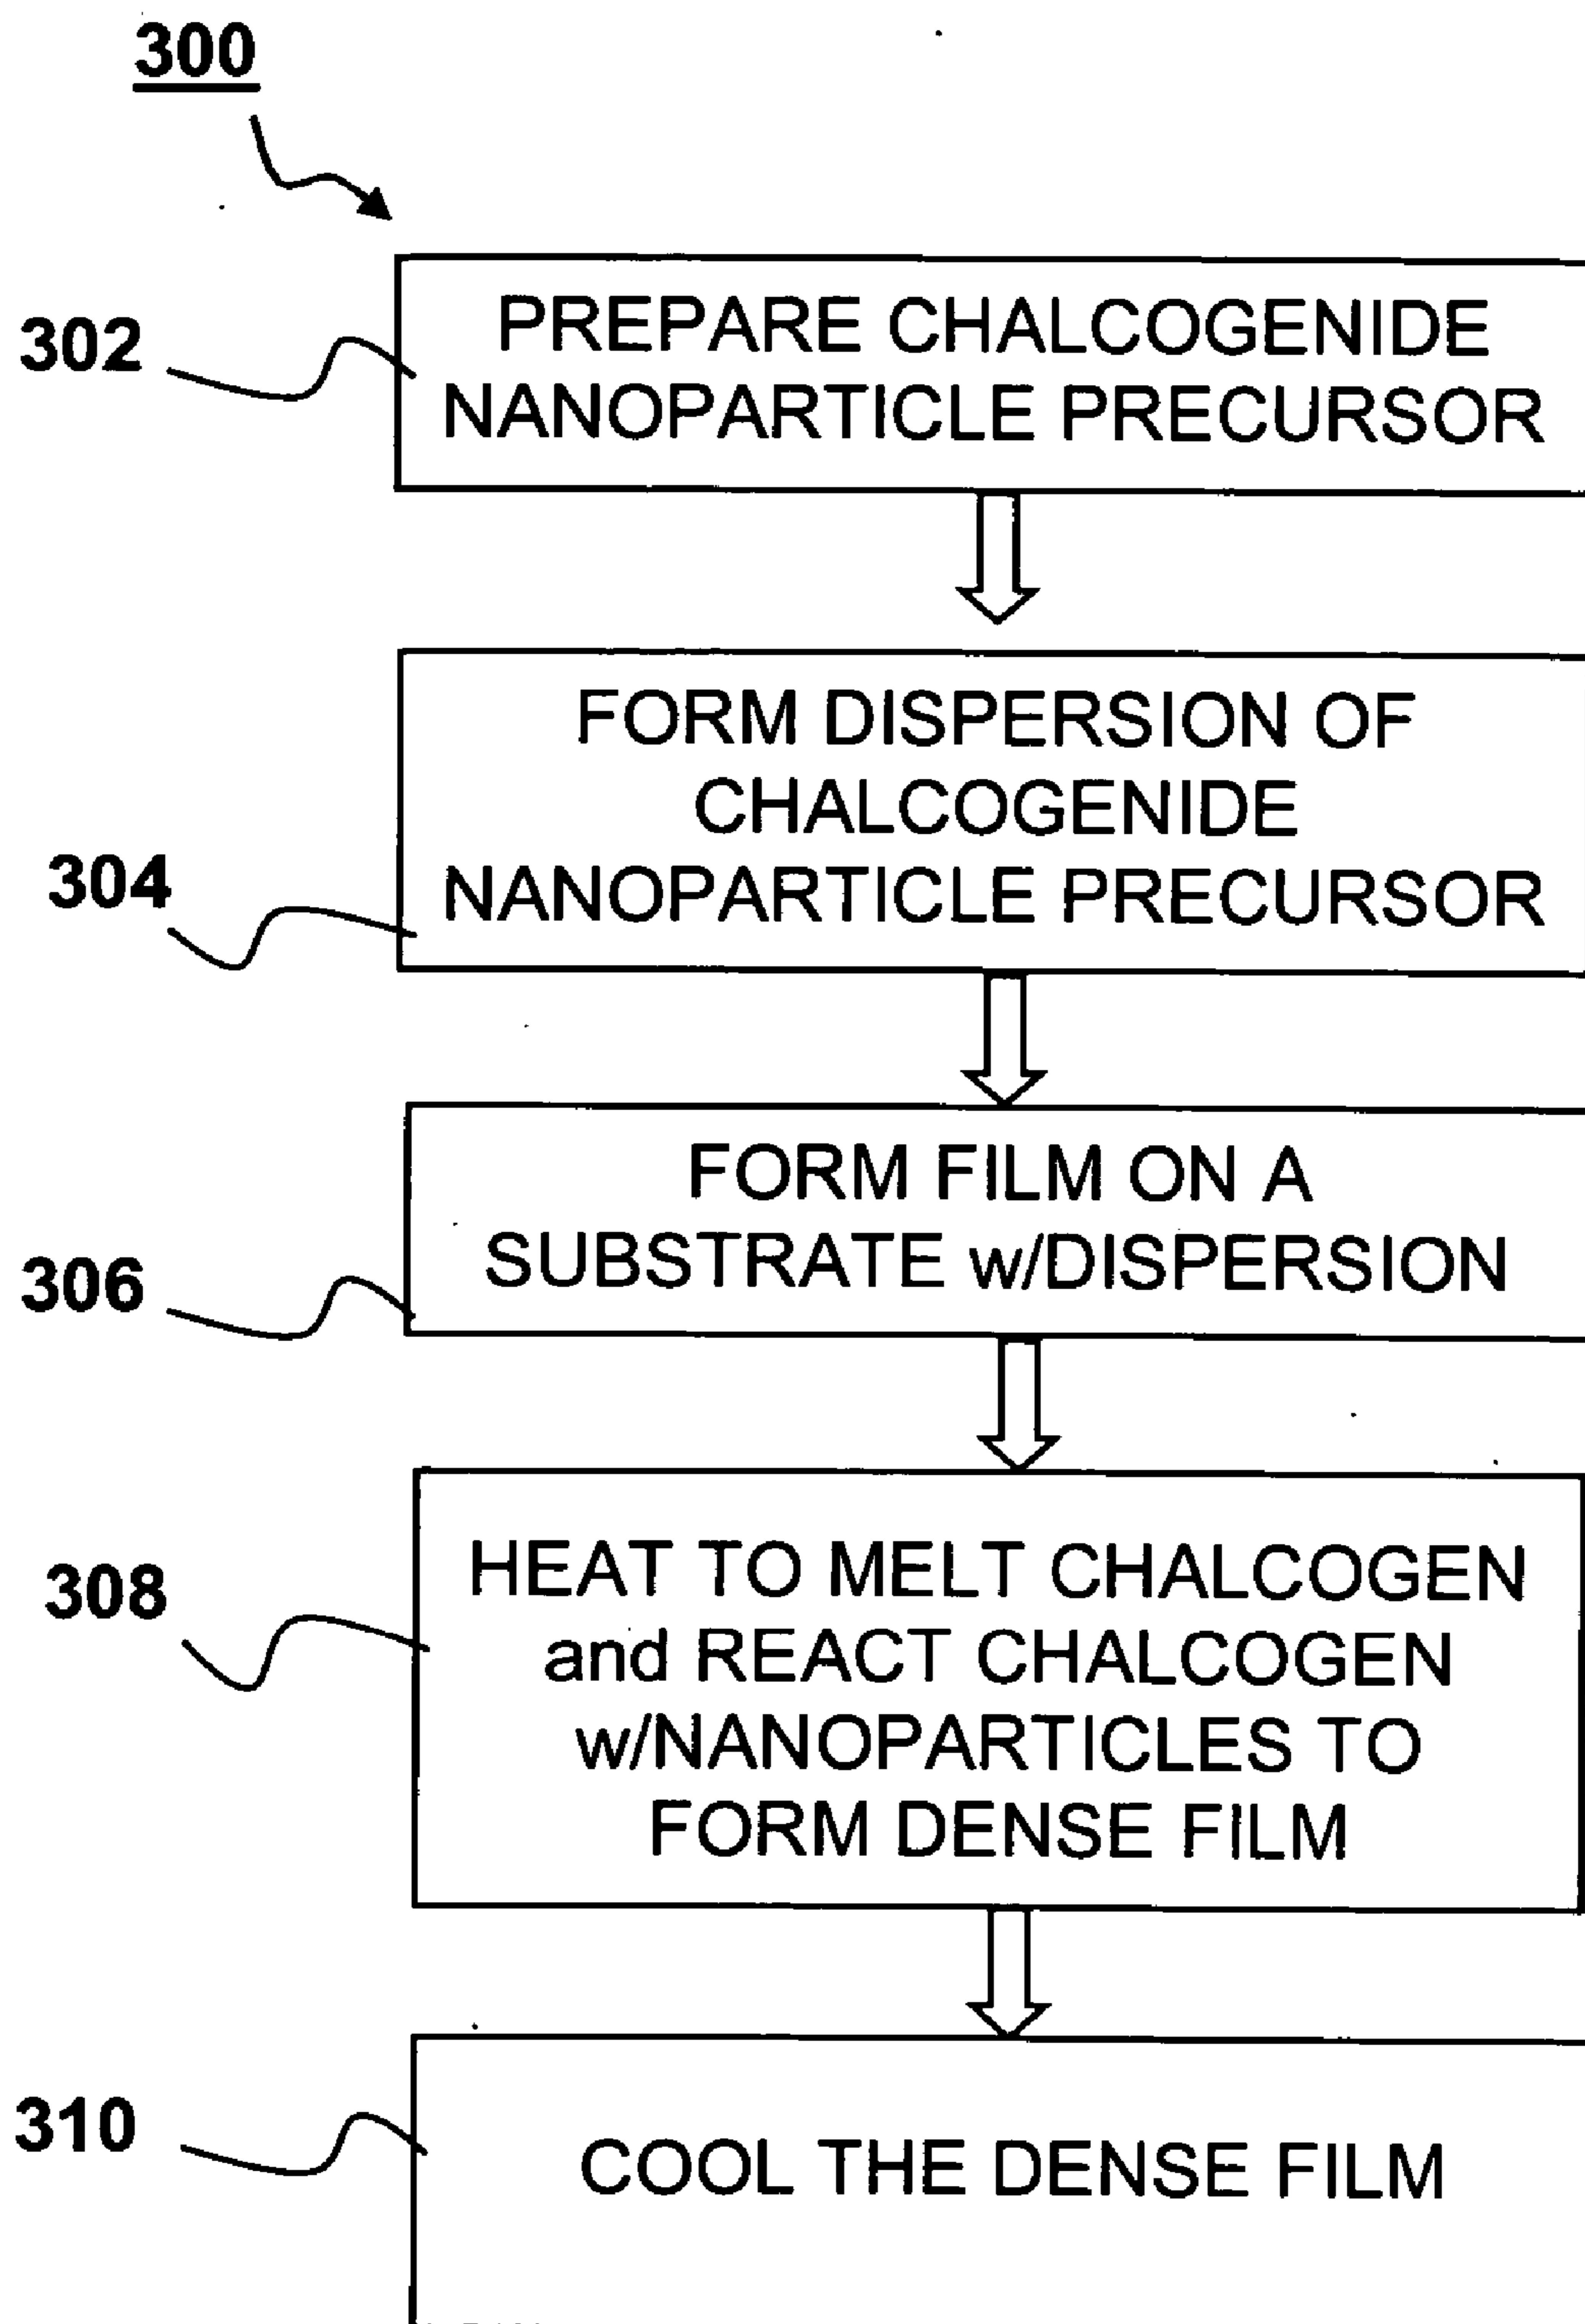 300
302
PREPARE CHALCOGENIDE
NANOPARTICLE PRECURSOR
304
FORM DISPERSION OF
CHALCOGENIDE
NANOPARTICLE PRECURSOR
306
FORM FILM ON A
SUBSTRATE w/DISPERSION
308
HEAT TO MELT CHALCOGEN
and REACT CHALCOGEN
w/NANOPARTICLES TO
FORM DENSE FILM
310
COOL THE DENSE FILM